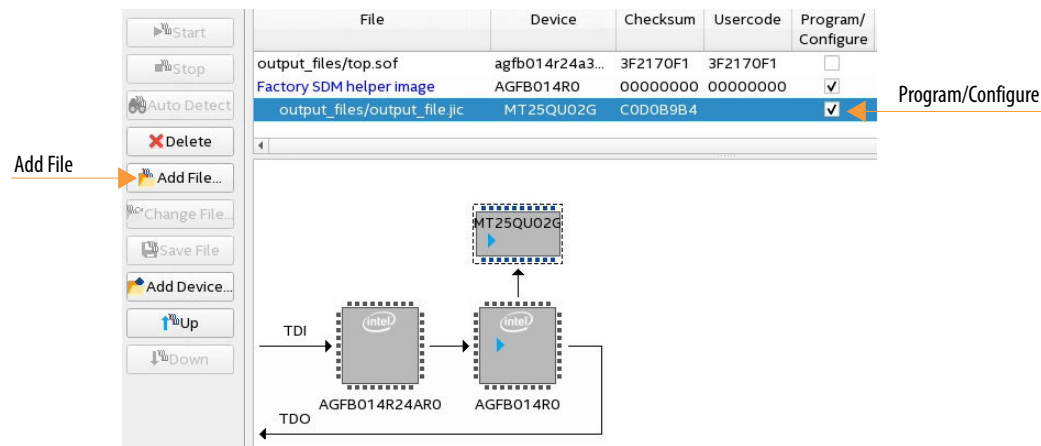 File Device Checksum Usercode Program/
Configure
output_files/top.sof agfb014r24a3... 3F2170F1 3F2170F1
Factory SDM helper image AGFB014R0 00000000 00000000
output_files/output_file.jic MT25QU02G C0D0B9B4
Program/Configure
Start
Stop
Auto Detect
Delete
Add File
Add File...
Change File...
Save File
Add Device...
Up
Down
MT25QU02G
intel
intel
TDI
AGFB014R24AR0 AGFB014R0
TDO